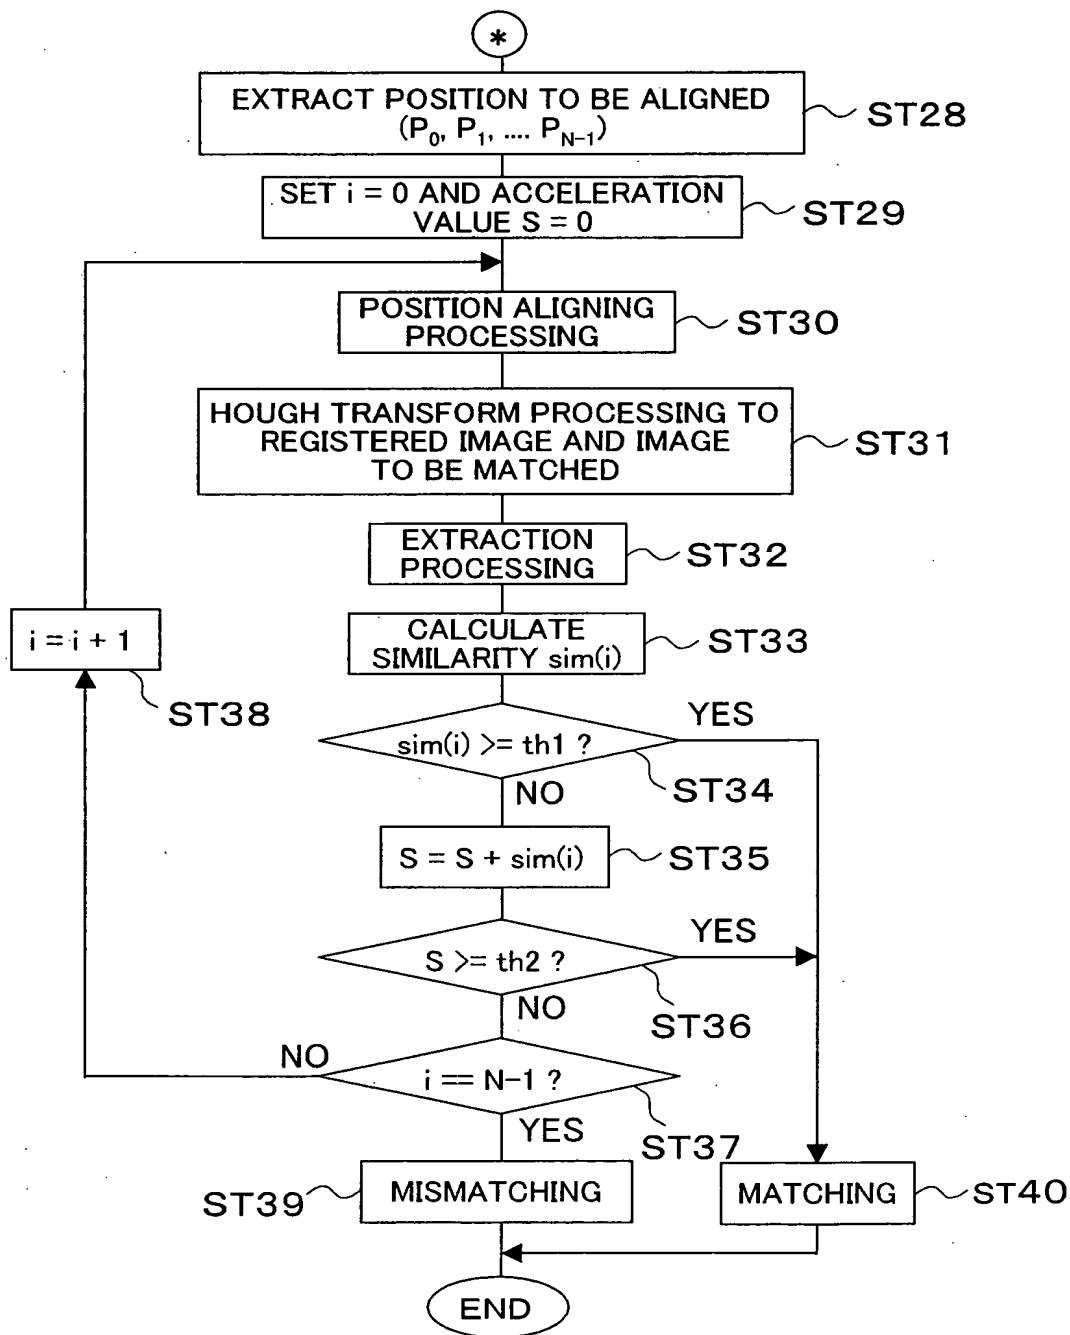 *
EXTRACT POSITION TO BE ALIGNED
(P0, P1, .... PN-1)
ST28
SET i = 0 AND ACCELERATION
VALUE S = 0
ST29
POSITION ALIGNING
PROCESSING
ST30
HOUGH TRANSFORM PROCESSING TO
REGISTERED IMAGE AND IMAGE
TO BE MATCHED
ST31
EXTRACTION
PROCESSING
ST32
CALCULATE
SIMILARITY sim(i)
ST33
i = i + 1
ST38
sim(i) >= th1 ?
YES
ST34
NO
S = S + sim(i)
ST35
S >= th2 ?
YES
ST36
NO
i == N-1 ?
NO
ST37
YES
MISMATCHING
ST39
MATCHING
ST40
END